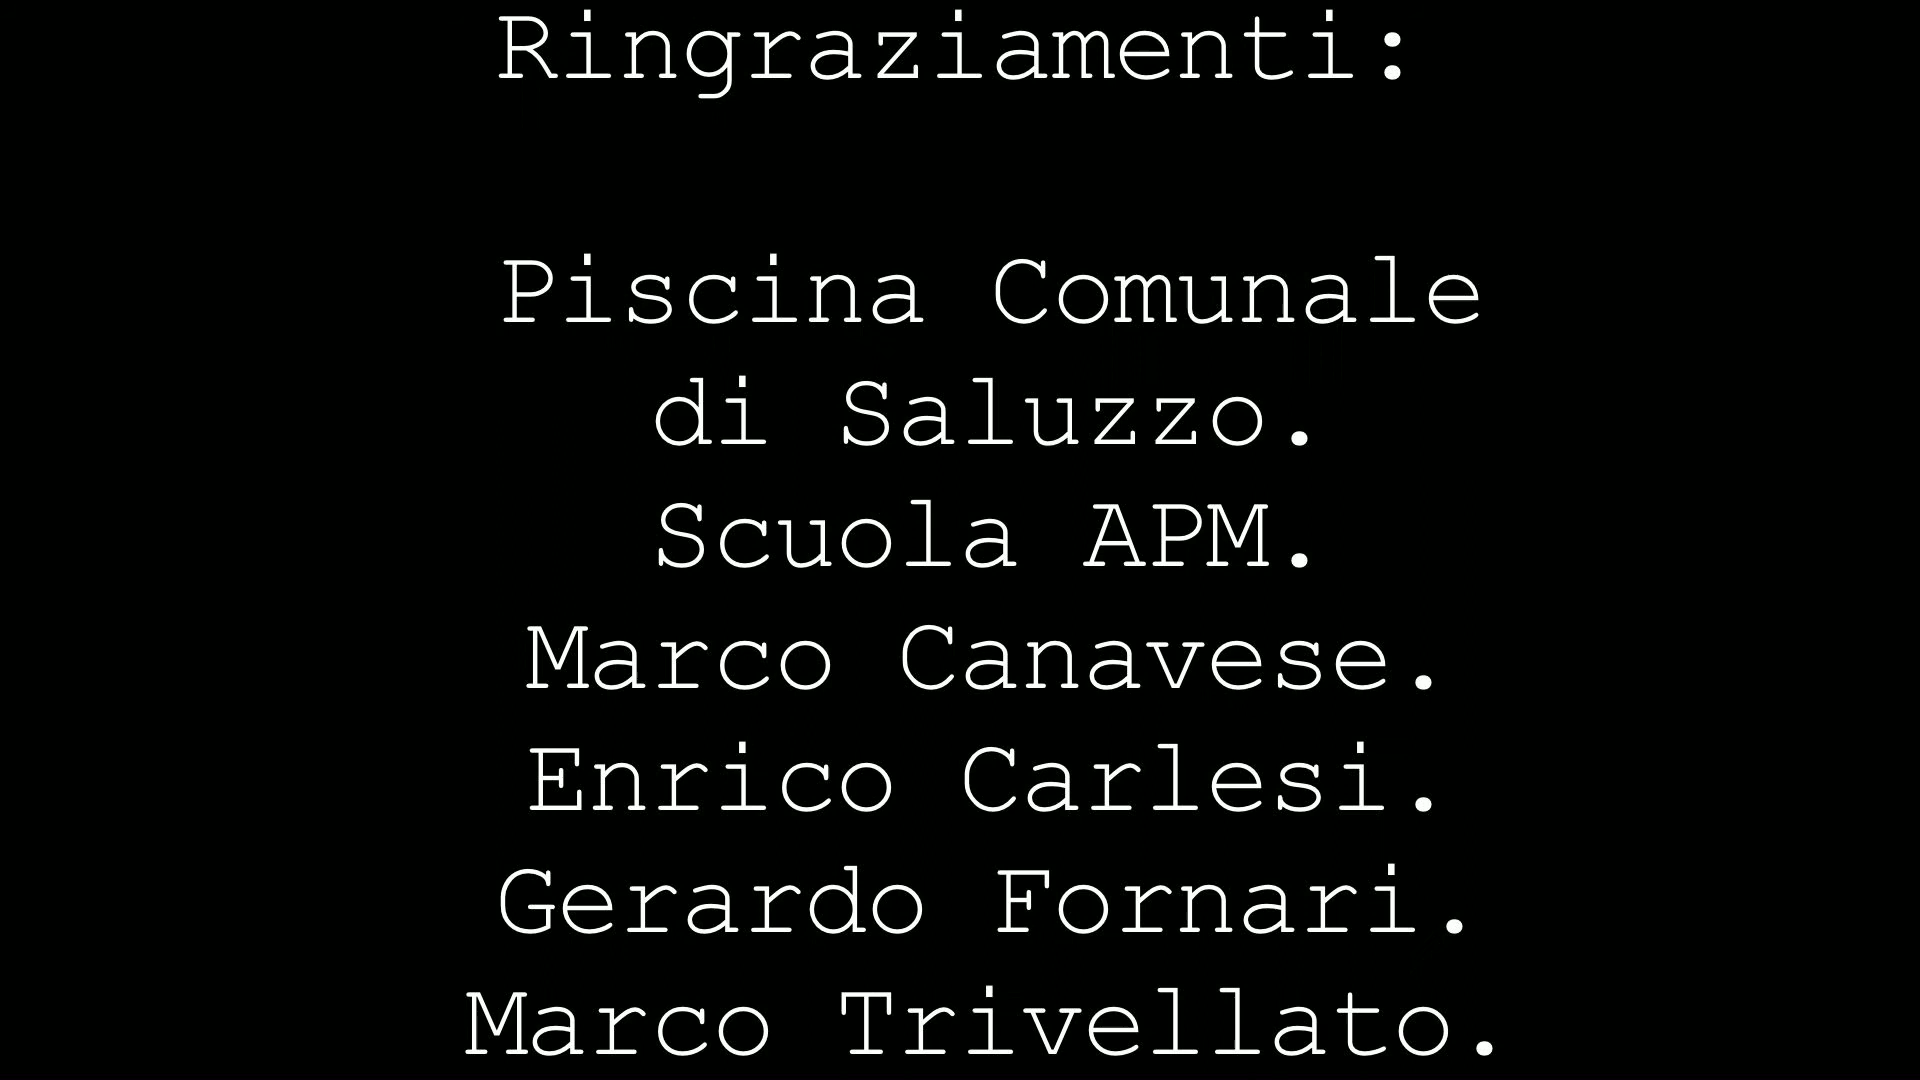 Ringraziamenti:
Piscina Comunale
di Saluzzo.
Scuola APM.
Marco Canavese.
Enrico Carlesi.
Gerardo Fornari.
Marco Trivellato.